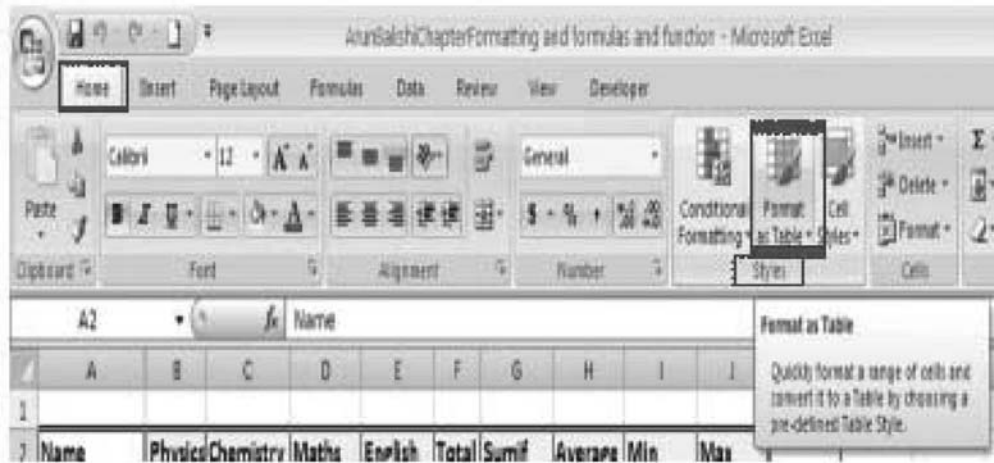 ArunBakshiChapterFormatting and formulas and function - Microsoft Excel
Home Insert Page Layout Formulas Data Review View Developer
Calibri 12 A A General Insert Σ
Delete
Paste B I U A $ % , Conditional Format Cell
Formatting as Table Styles Format
Clipboard Font Alignment Number Styles Cells
A2 fx Name
Format as Table
A B C D E F G H I J
Quickly format a range of cells and
convert it to a Table by choosing a
pre-defined Table Style.
1
2 Name Physics Chemistry Maths English Total Sumif Average Min Max